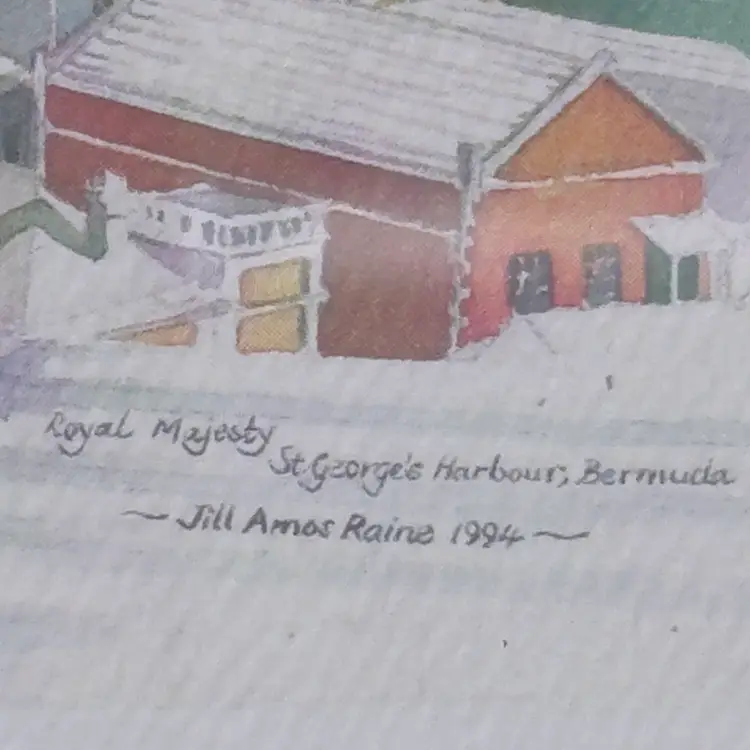 Royal Majesty
St George's Harbour, Bermuda
~ Jill Amos Raine 1994 ~